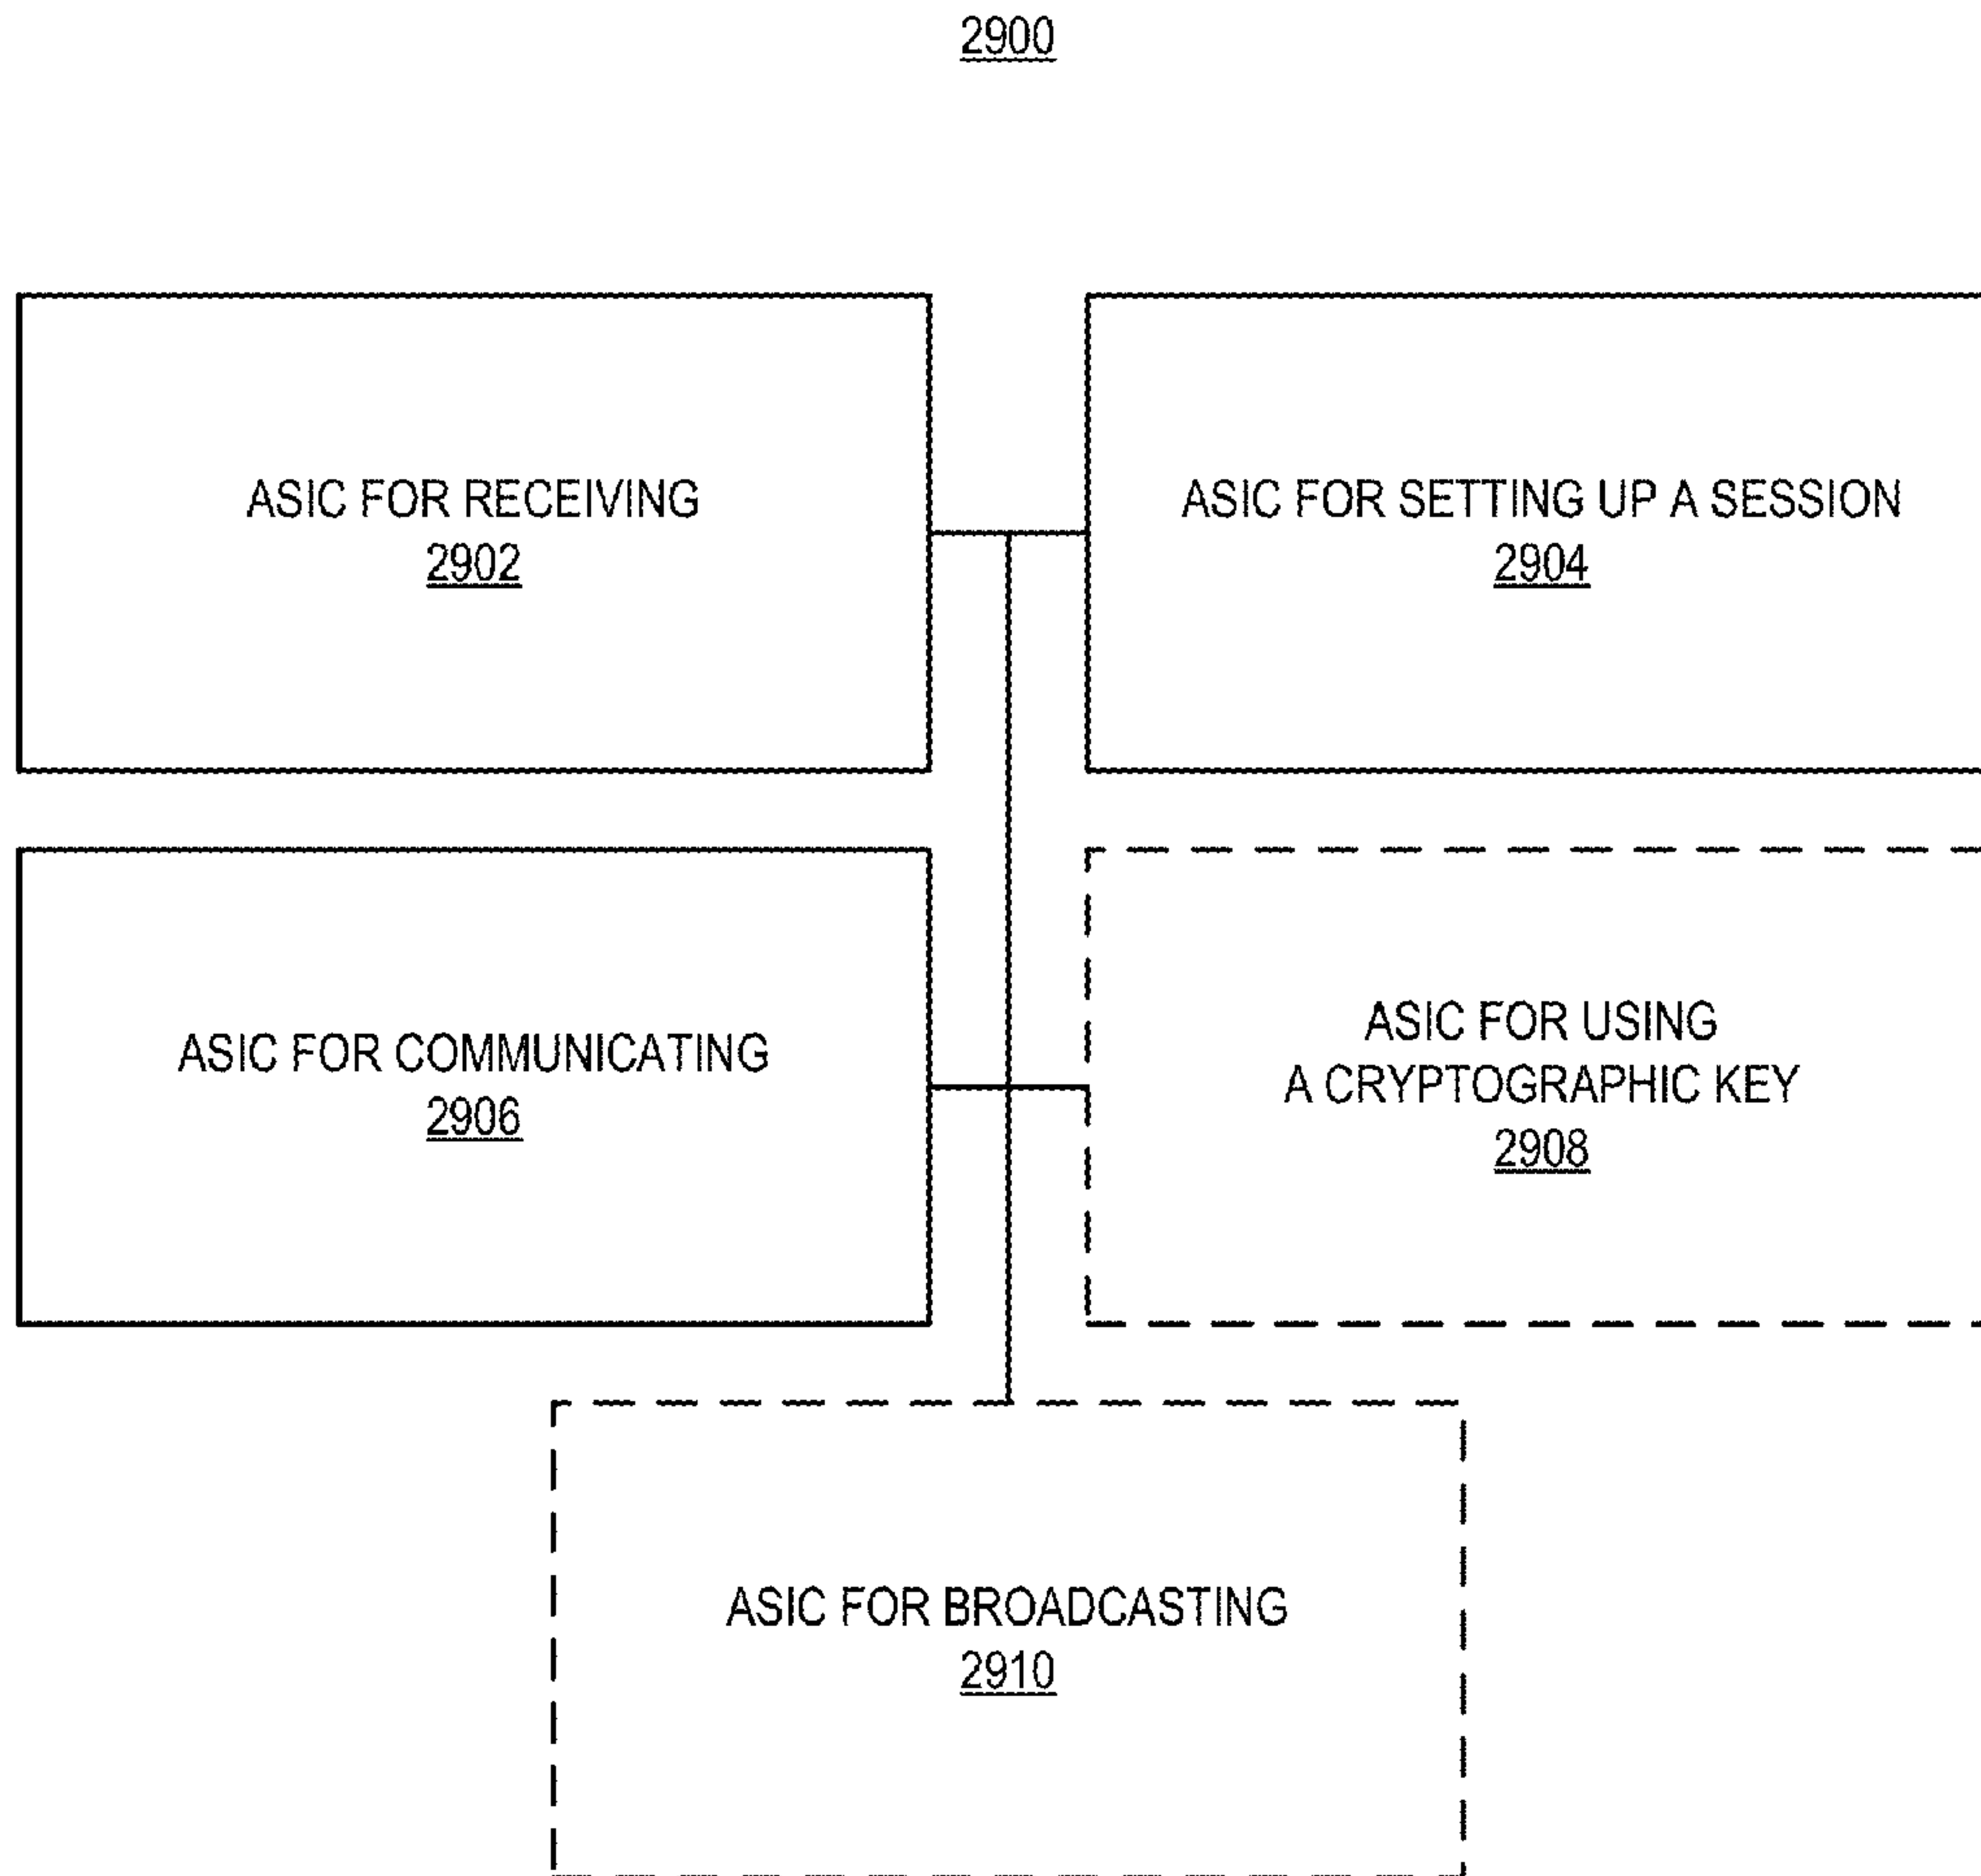 2900
ASIC FOR RECEIVING
2902
ASIC FOR SETTING UP A SESSION
2904
ASIC FOR COMMUNICATING
2906
ASIC FOR USING
A CRYPTOGRAPHIC KEY
2908
ASIC FOR BROADCASTING
2910